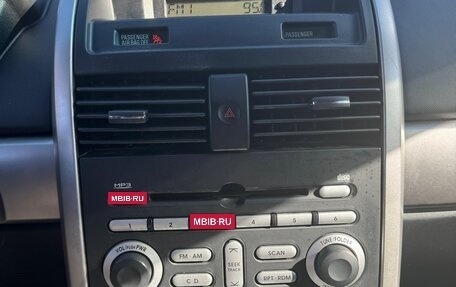 FM1 95.
PASSENGER
AIR BAG OFF
PASSENGER
MP3
MBIB·RU
1 2 MBIB·RU 4 5 6
VOL/PUSH PWR
TUNE/FOLDER
FM·AM
SCAN
SEEK
TRACK
CD
RPT·RDM